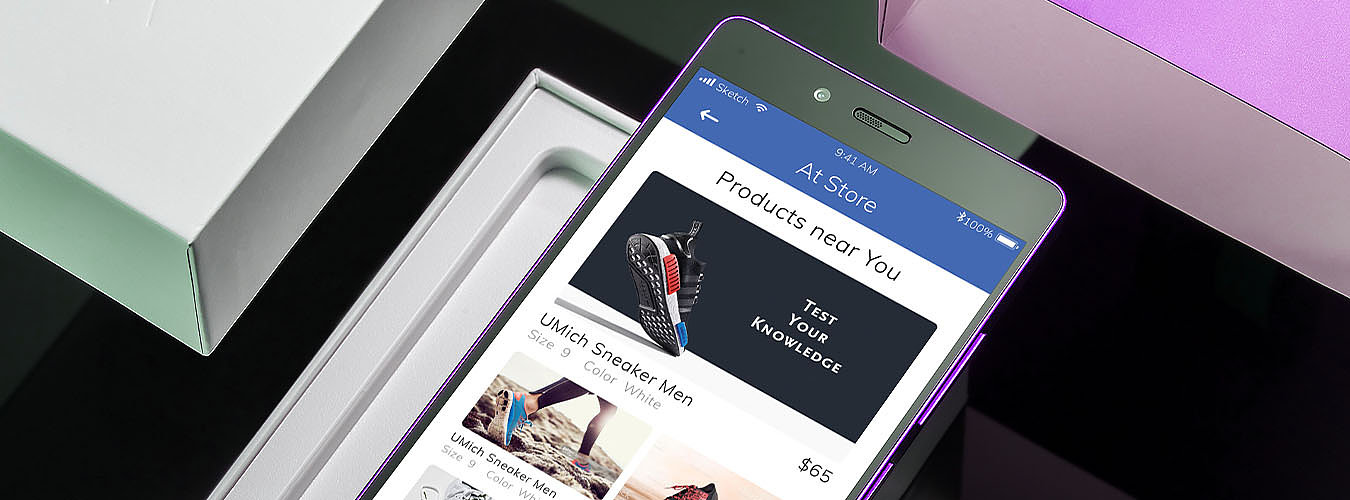 Sketch
9:41 AM
100%
At Store
Products near You
TEST
YOUR
KNOWLEDGE
UMich Sneaker Men
Size 9 Color White
$65
UMich Sneaker Men
Size 9 Color